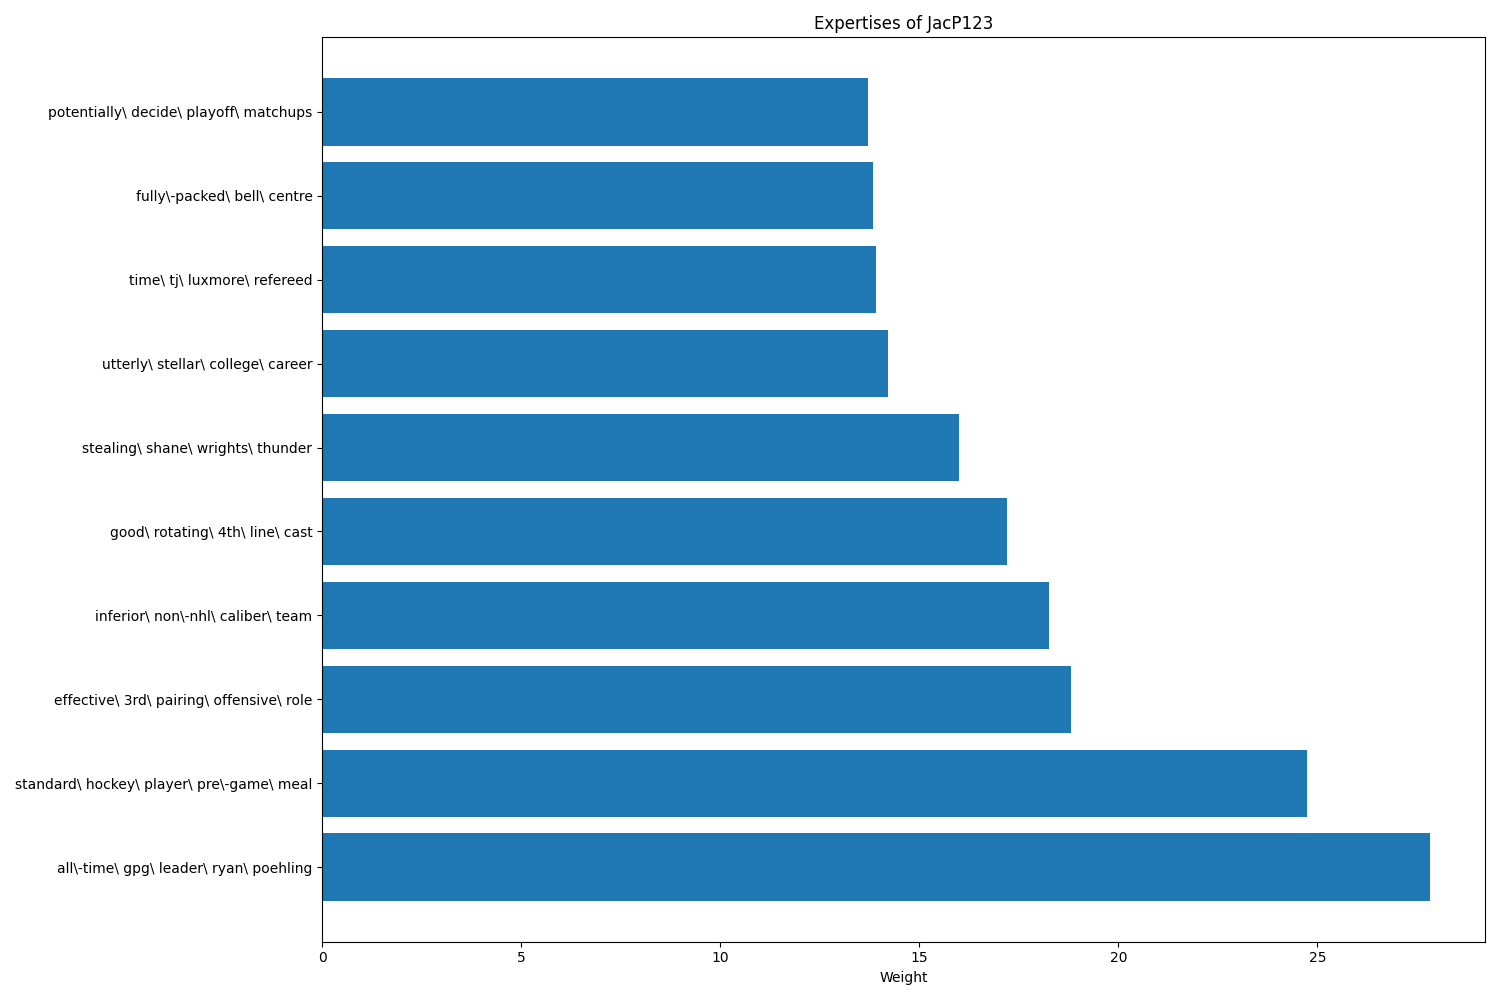 Expertises of JacP123
potentially\ decide\ playoff\ matchups
fully\-packed\ bell\ centre
time\ tj\ luxmore\ refereed
utterly\ stellar\ college\ career
stealing\ shane\ wrights\ thunder
good\ rotating\ 4th\ line\ cast
inferior\ non\-nhl\ caliber\ team
effective\ 3rd\ pairing\ offensive\ role
standard\ hockey\ player\ pre\-game\ meal
all\-time\ gpg\ leader\ ryan\ poehling
0 5 10 15 20 25
Weight